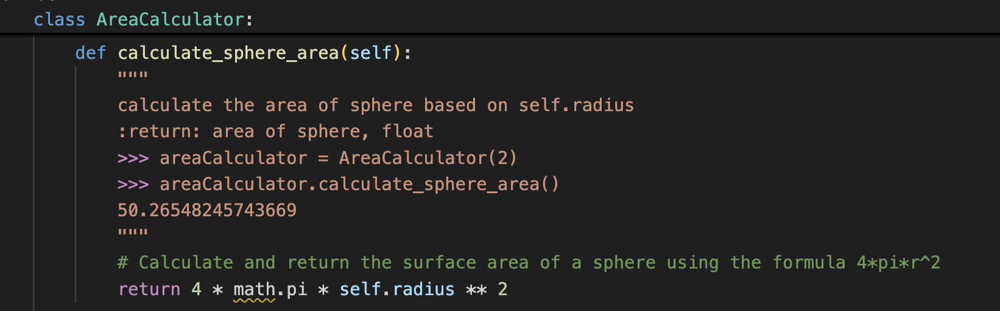 class AreaCalculator:
def calculate_sphere_area(self):
"""
calculate the area of sphere based on self.radius
:return: area of sphere, float
>>> areaCalculator = AreaCalculator(2)
>>> areaCalculator.calculate_sphere_area()
50.26548245743669
"""
# Calculate and return the surface area of a sphere using the formula 4*pi*r^2
return 4 * math.pi * self.radius ** 2